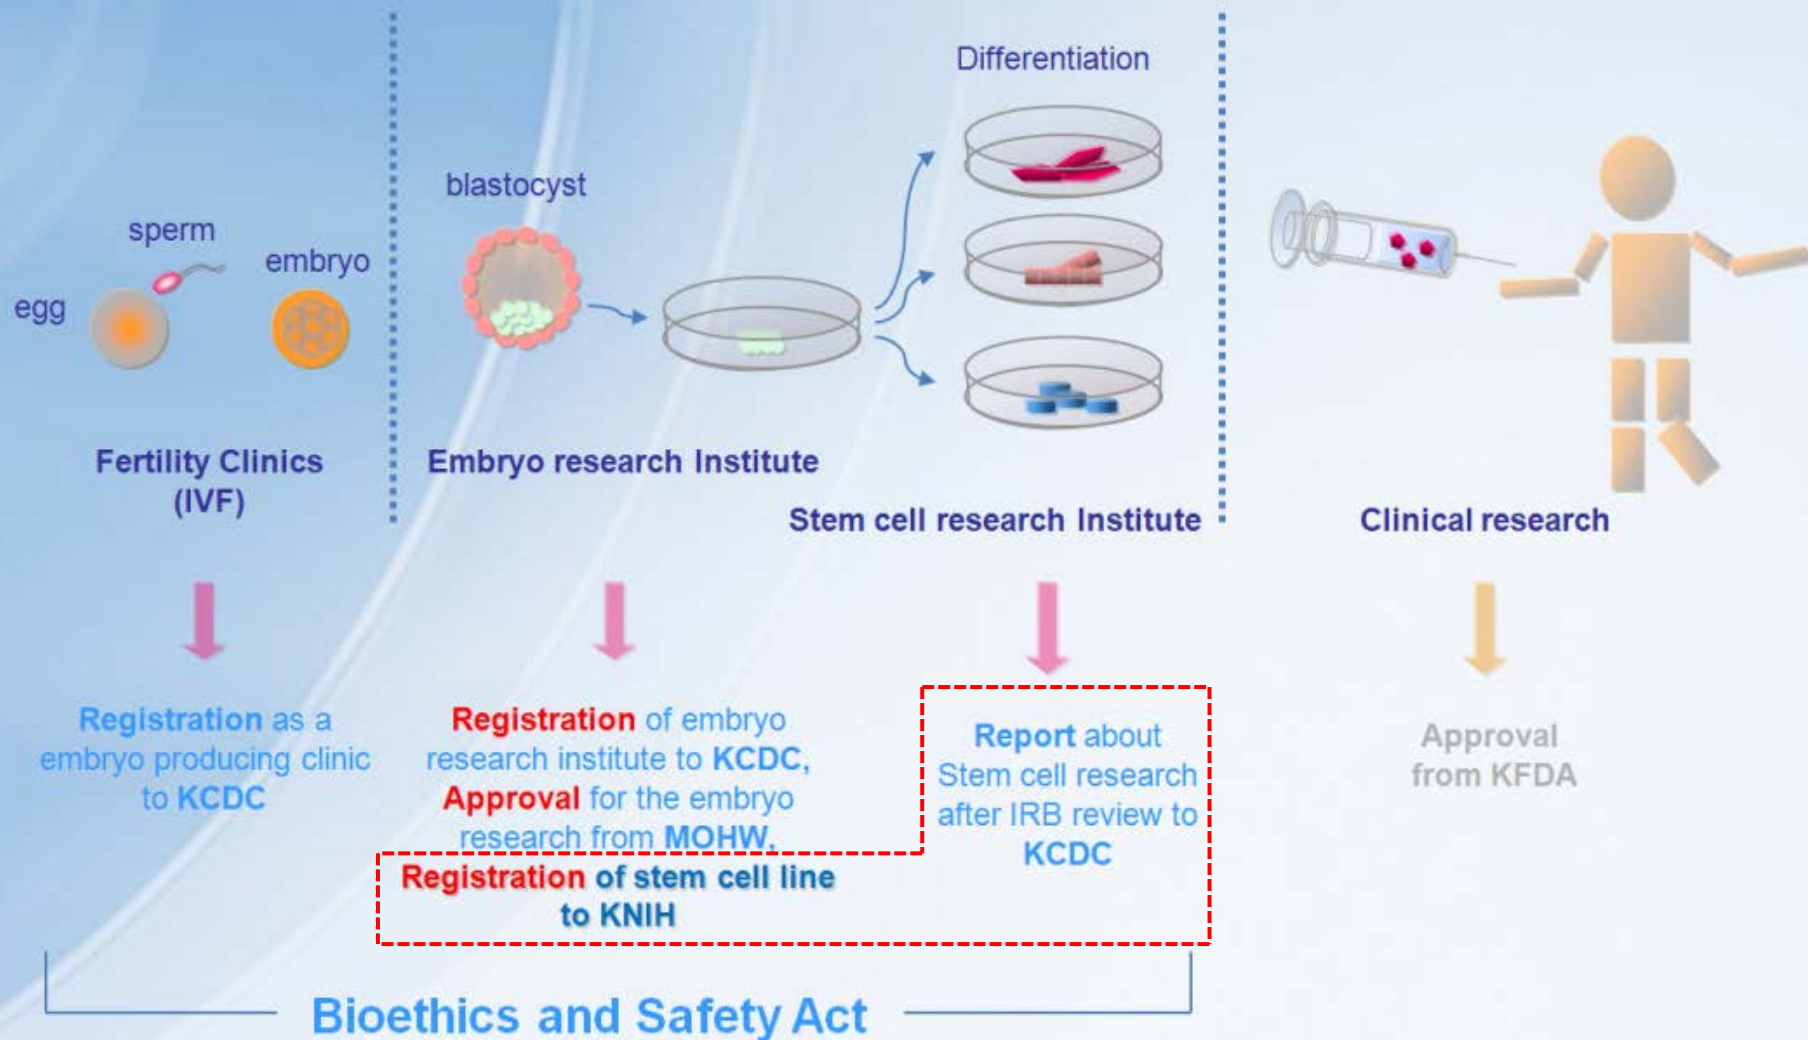 Differentiation
blastocyst
sperm
embryo
egg
Fertility Clinics
(IVF)
Embryo research Institute
Stem cell research Institute
Clinical research
Registration as a
embryo producing clinic
to KCDC
Registration of embryo
research institute to KCDC,
Approval for the embryo
research from MOHW,
Registration of stem cell line
to KNIH
Report about
Stem cell research
after IRB review to
KCDC
Approval
from KFDA
Bioethics and Safety Act